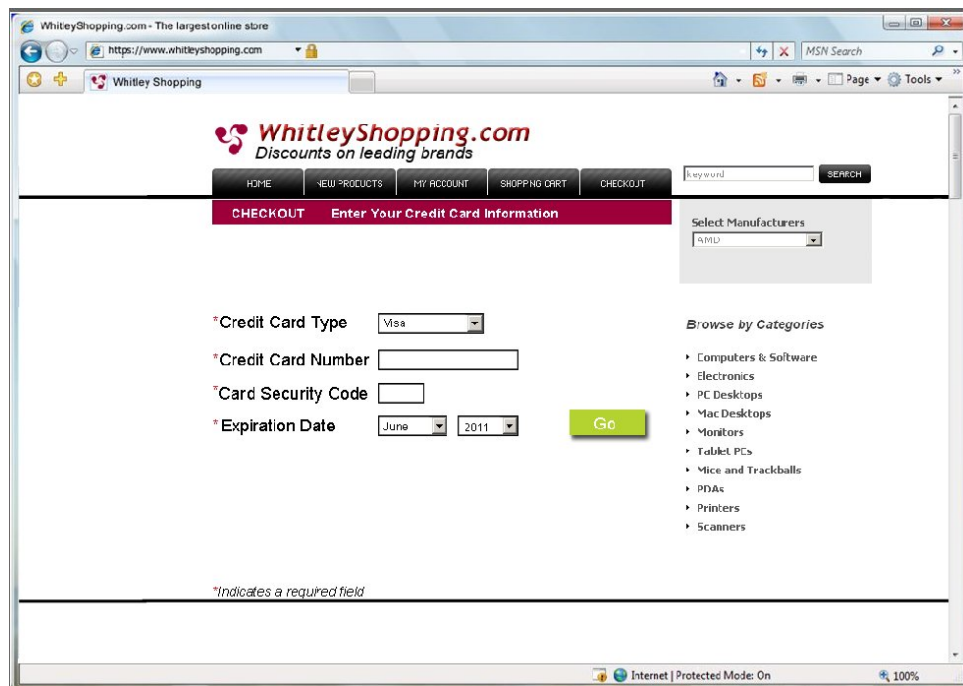 WhitleyShopping.com - The largest online store
https://www.whitleyshopping.com
MSN Search
Whitley Shopping
Page
Tools
WhitleyShopping.com
Discounts on leading brands
HOME NEW PRODUCTS MY ACCOUNT SHOPPING CART CHECKOUT
keyword SEARCH
CHECKOUT Enter Your Credit Card Information
Select Manufacturers
AMD
*Credit Card Type Visa
*Credit Card Number
*Card Security Code
*Expiration Date June 2011 Go
Browse by Categories
Computers & Software
Electronics
PC Desktops
Mac Desktops
Monitors
Tablet PCs
Mice and Trackballs
PDAs
Printers
Scanners
*Indicates a required field
Internet | Protected Mode: On
100%